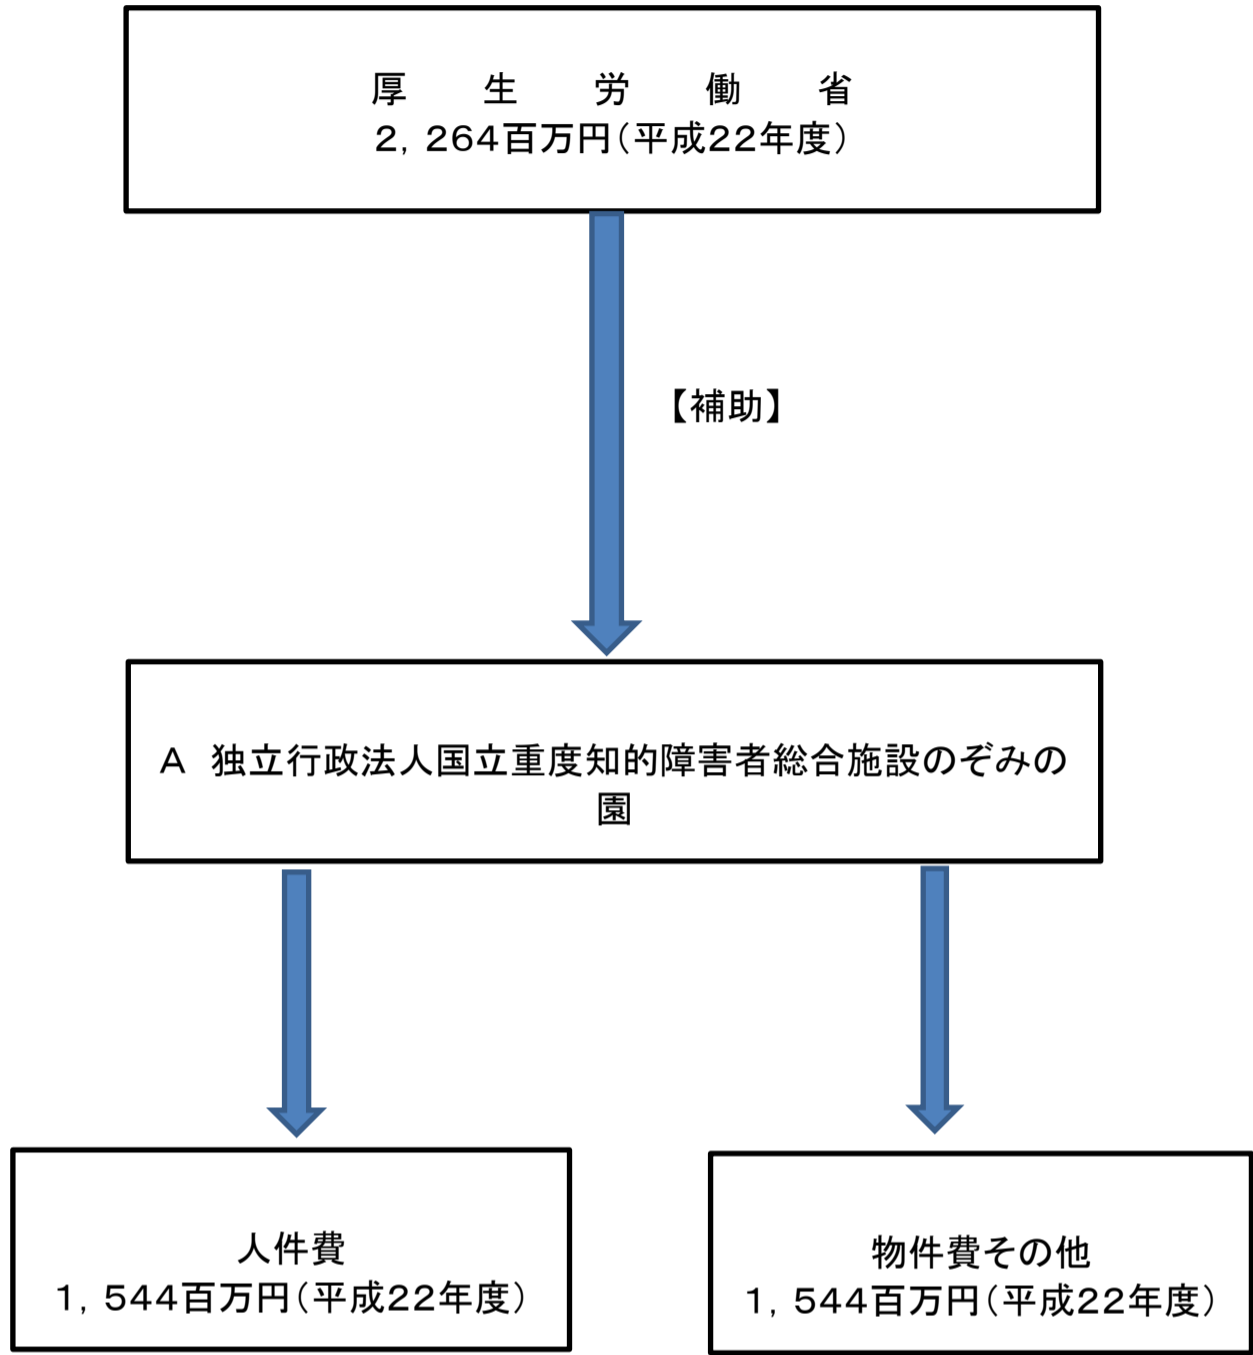 厚　生　労　働　省
２，２６４百万円（平成２２年度）
【補助】
Ａ　独立行政法人国立重度知的障害者総合施設のぞみの
園
人件費
１，５４４百万円（平成２２年度）
物件費その他
１，５４４百万円（平成２２年度）